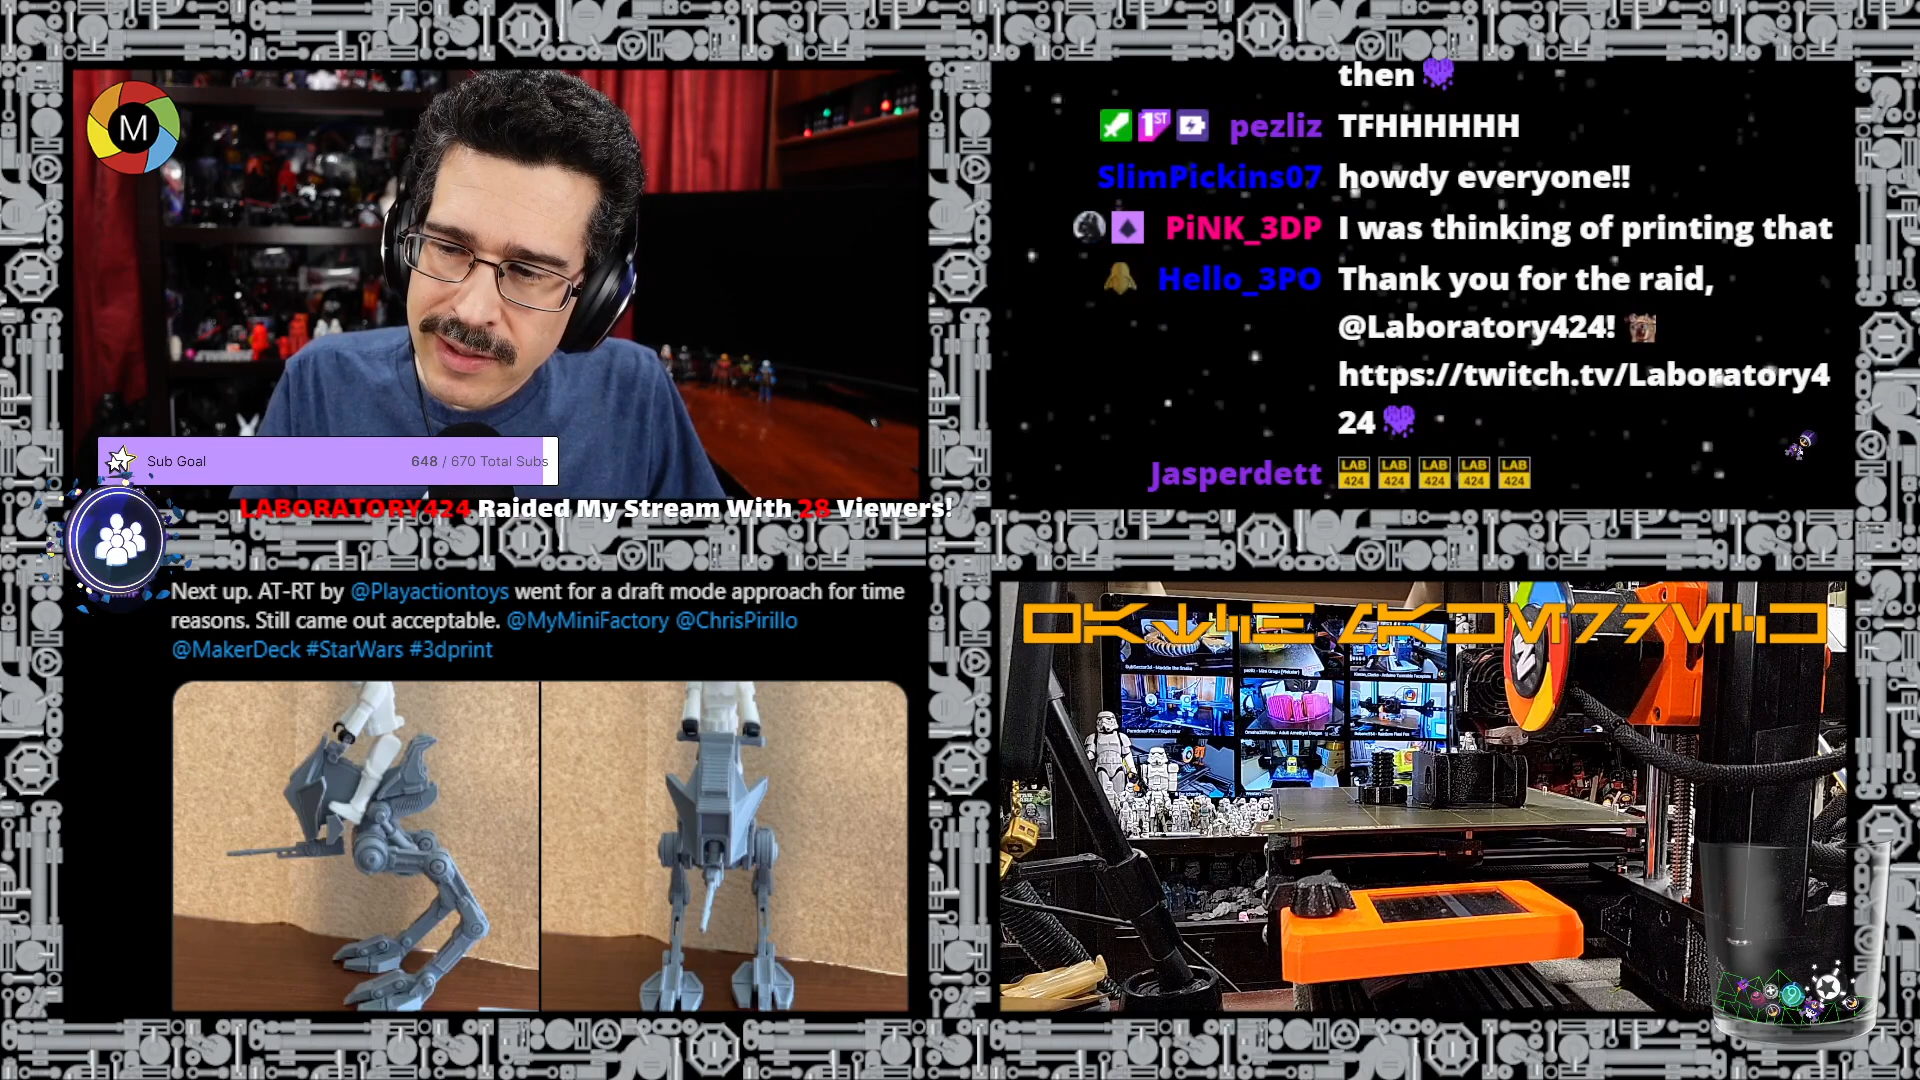 M
Sub Goal
648 / 670 Total Subs
LABORATORY424 Raided My Stream With 28 Viewers!
Next up. AT-RT by @Playactiontoys went for a draft mode approach for time
reasons. Still came out acceptable. @MyMiniFactory @ChrisPirillo
@MakerDeck #StarWars #3dprint
then
1ST pezliz TFHHHHHH
SlimPickins07 howdy everyone!!
PiNK_3DP I was thinking of printing that
Hello_3PO Thank you for the raid,
@Laboratory424!
https://twitch.tv/Laboratory4
24
Jasperdett LAB 424 LAB 424 LAB 424 LAB 424 LAB 424
M